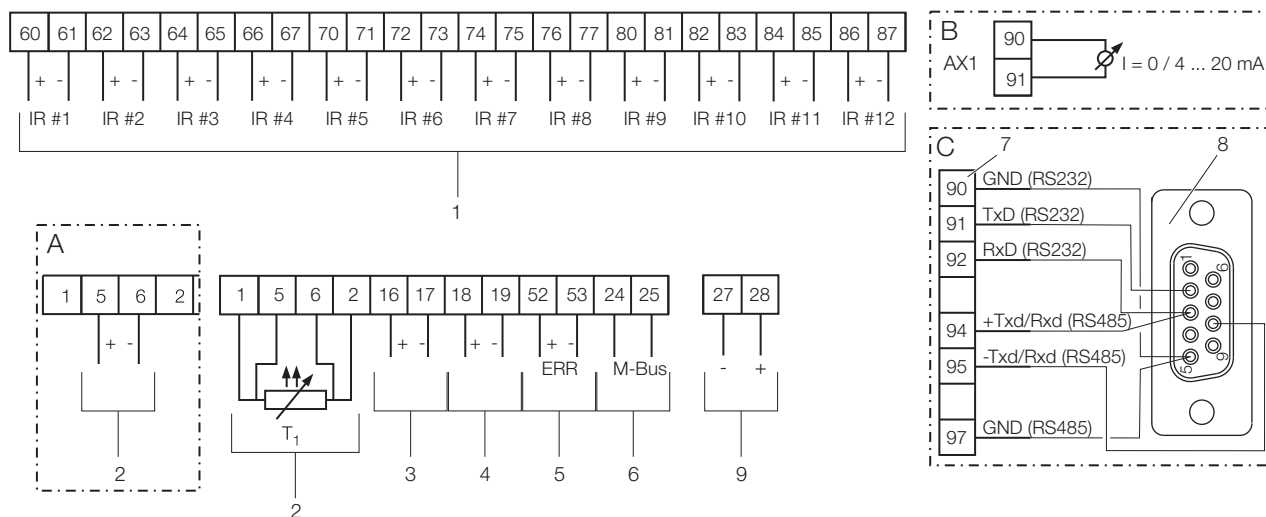 60 61 62 63 64 65 66 67 70 71 72 73 74 75 76 77 80 81 82 83 84 85 86 87
+ - + - + - + - + - + - + - + - + - + - + - + -
IR #1 IR #2 IR #3 IR #4 IR #5 IR #6 IR #7 IR #8 IR #9 IR #10 IR #11 IR #12
1
A
1 5 6 2
+ -
2
1 5 6 2 16 17 18 19 52 53 24 25
+ - + - + -
ERR M-Bus
T1
2
3 4 5 6
27 28
- +
9
B
AX1
90
91
I = 0 / 4 ... 20 mA
C
7
8
90 GND (RS232)
91 TxD (RS232)
92 RxD (RS232)
94 +Txd/Rxd (RS485)
95 -Txd/Rxd (RS485)
97 GND (RS485)
1
6
9
5